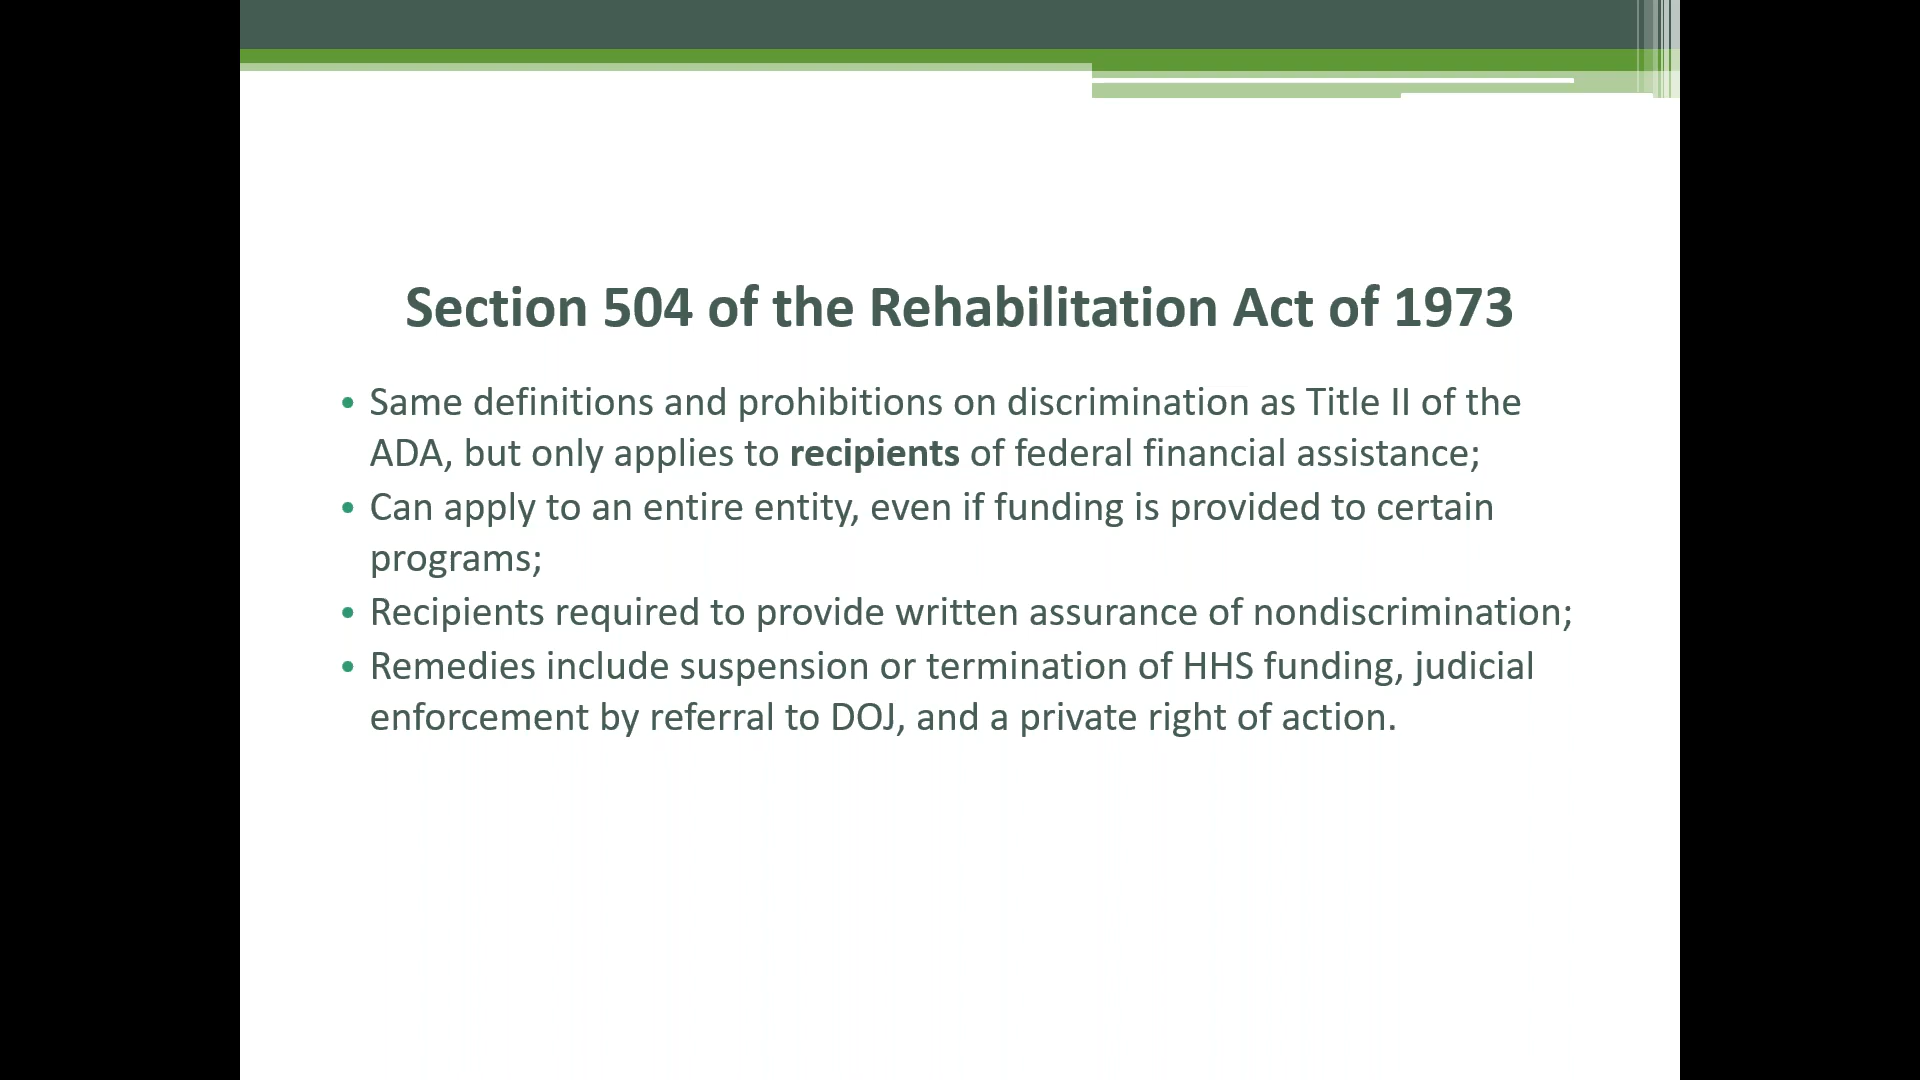 Section 504 of the Rehabilitation Act of 1973
• Same definitions and prohibitions on discrimination as Title II of the
ADA, but only applies to recipients of federal financial assistance;
• Can apply to an entire entity, even if funding is provided to certain
programs;
• Recipients required to provide written assurance of nondiscrimination;
• Remedies include suspension or termination of HHS funding, judicial
enforcement by referral to DOJ, and a private right of action.